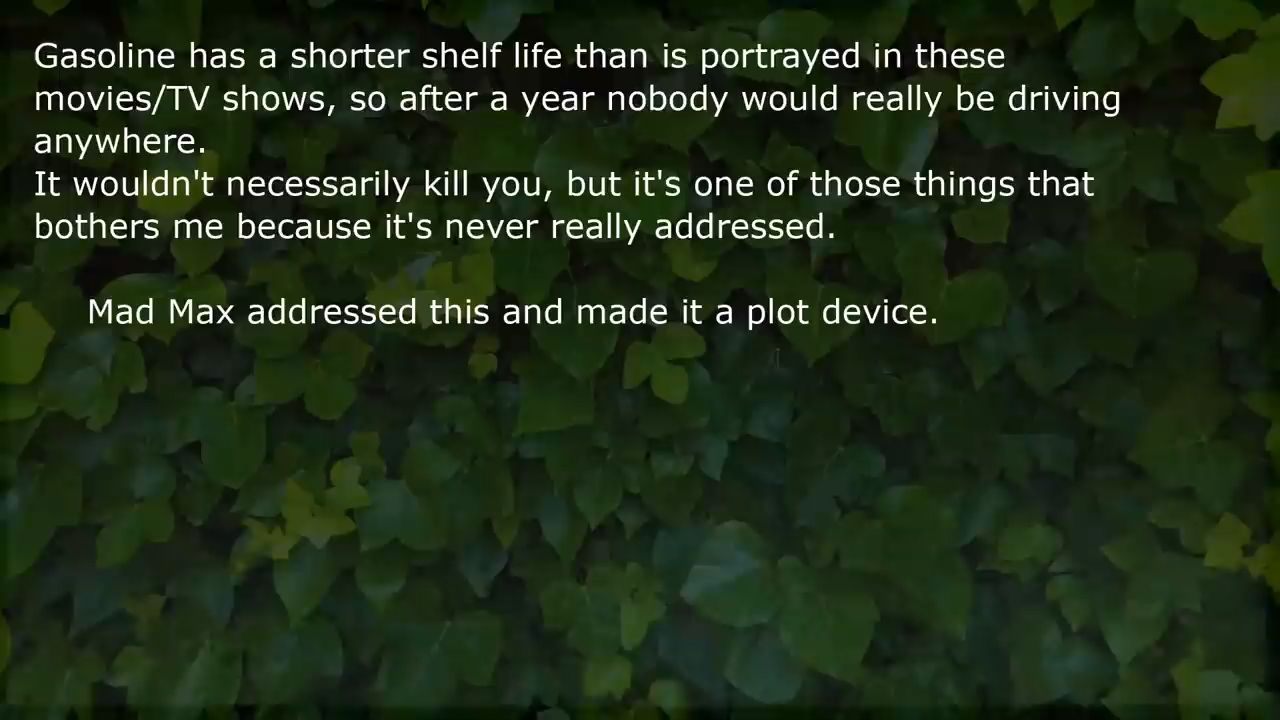 Gasoline has a shorter shelf life than is portrayed in these
movies/TV shows, so after a year nobody would really be driving
anywhere.
It wouldn't necessarily kill you, but it's one of those things that
bothers me because it's never really addressed.
Mad Max addressed this and made it a plot device.